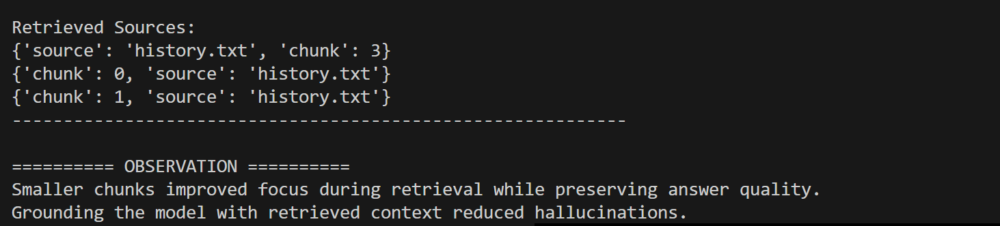 Retrieved Sources:
{'source': 'history.txt', 'chunk': 3}
{'chunk': 0, 'source': 'history.txt'}
{'chunk': 1, 'source': 'history.txt'}
------------------------------------------------------------
========== OBSERVATION ==========
Smaller chunks improved focus during retrieval while preserving answer quality.
Grounding the model with retrieved context reduced hallucinations.